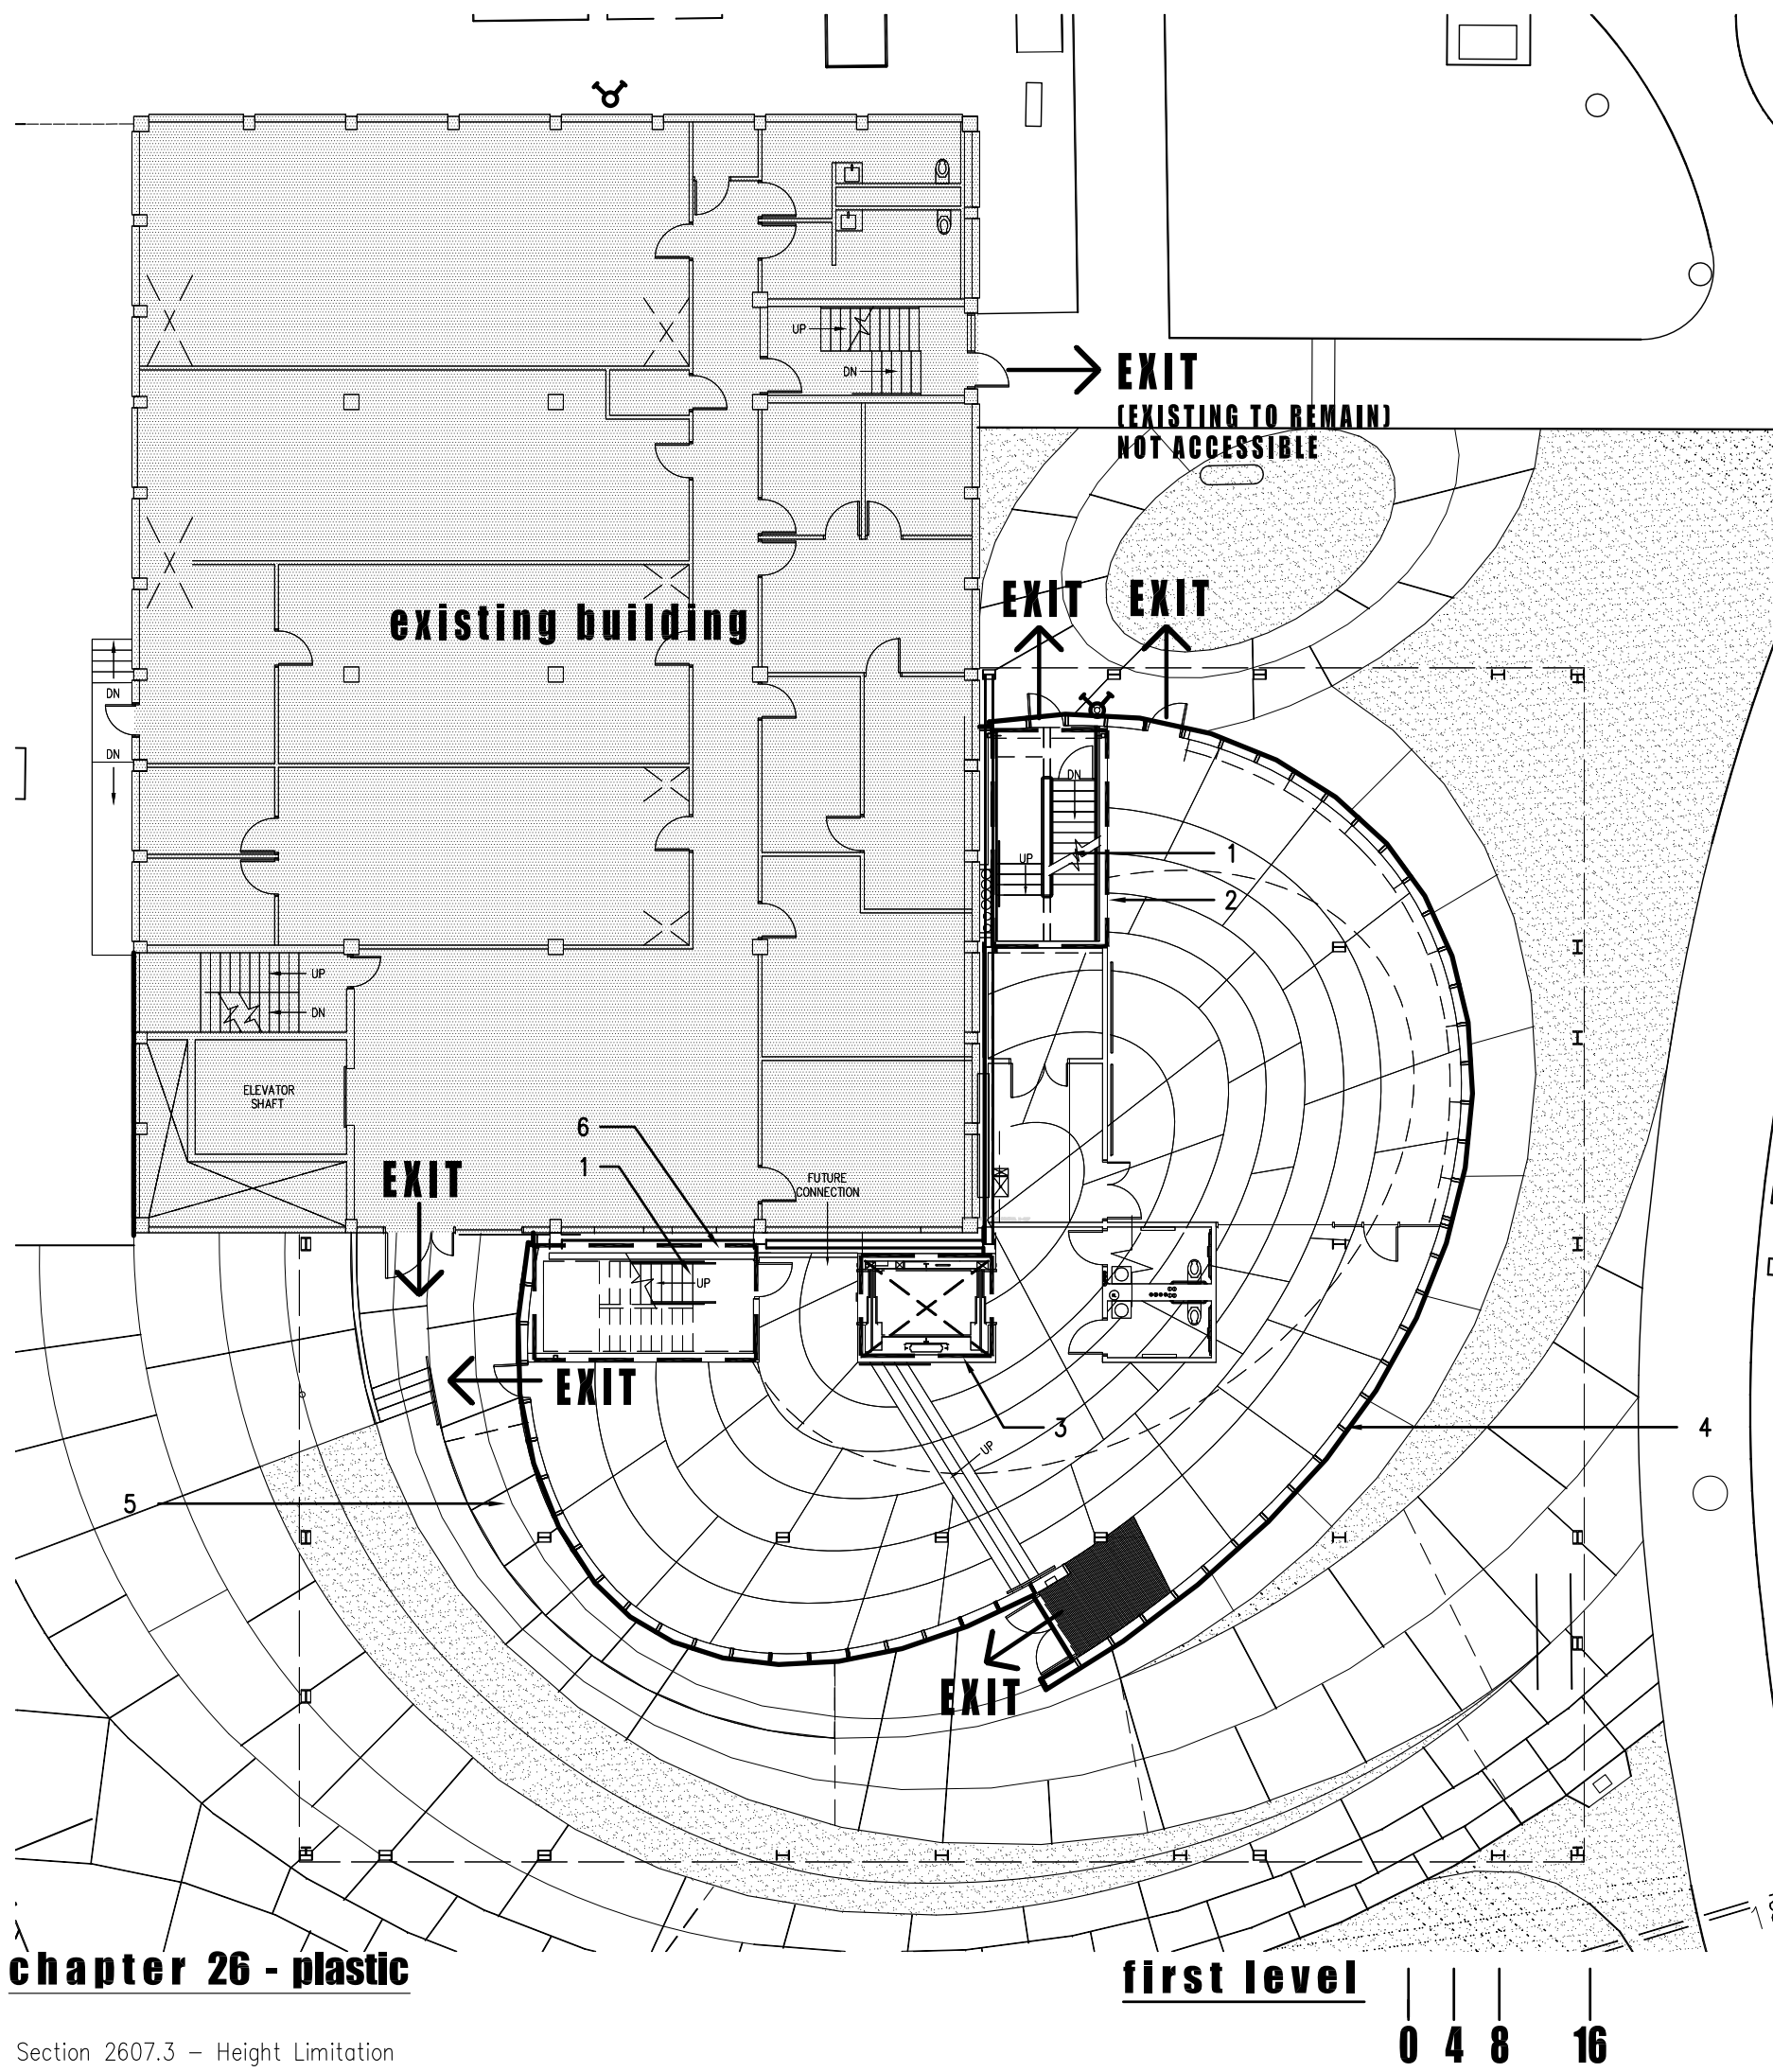 UP
DN
EXIT
(EXISTING TO REMAIN)
NOT ACCESSIBLE
EXIT EXIT
existing building
DN
DN
DN
UP
1
2
UP
DN
ELEVATOR
SHAFT
6
1
EXIT
FUTURE
CONNECTION
UP
EXIT
3
4
UP
5
EXIT
chapter 26 - plastic
first level
0 4 8 16
Section 2607.3 – Height Limitation